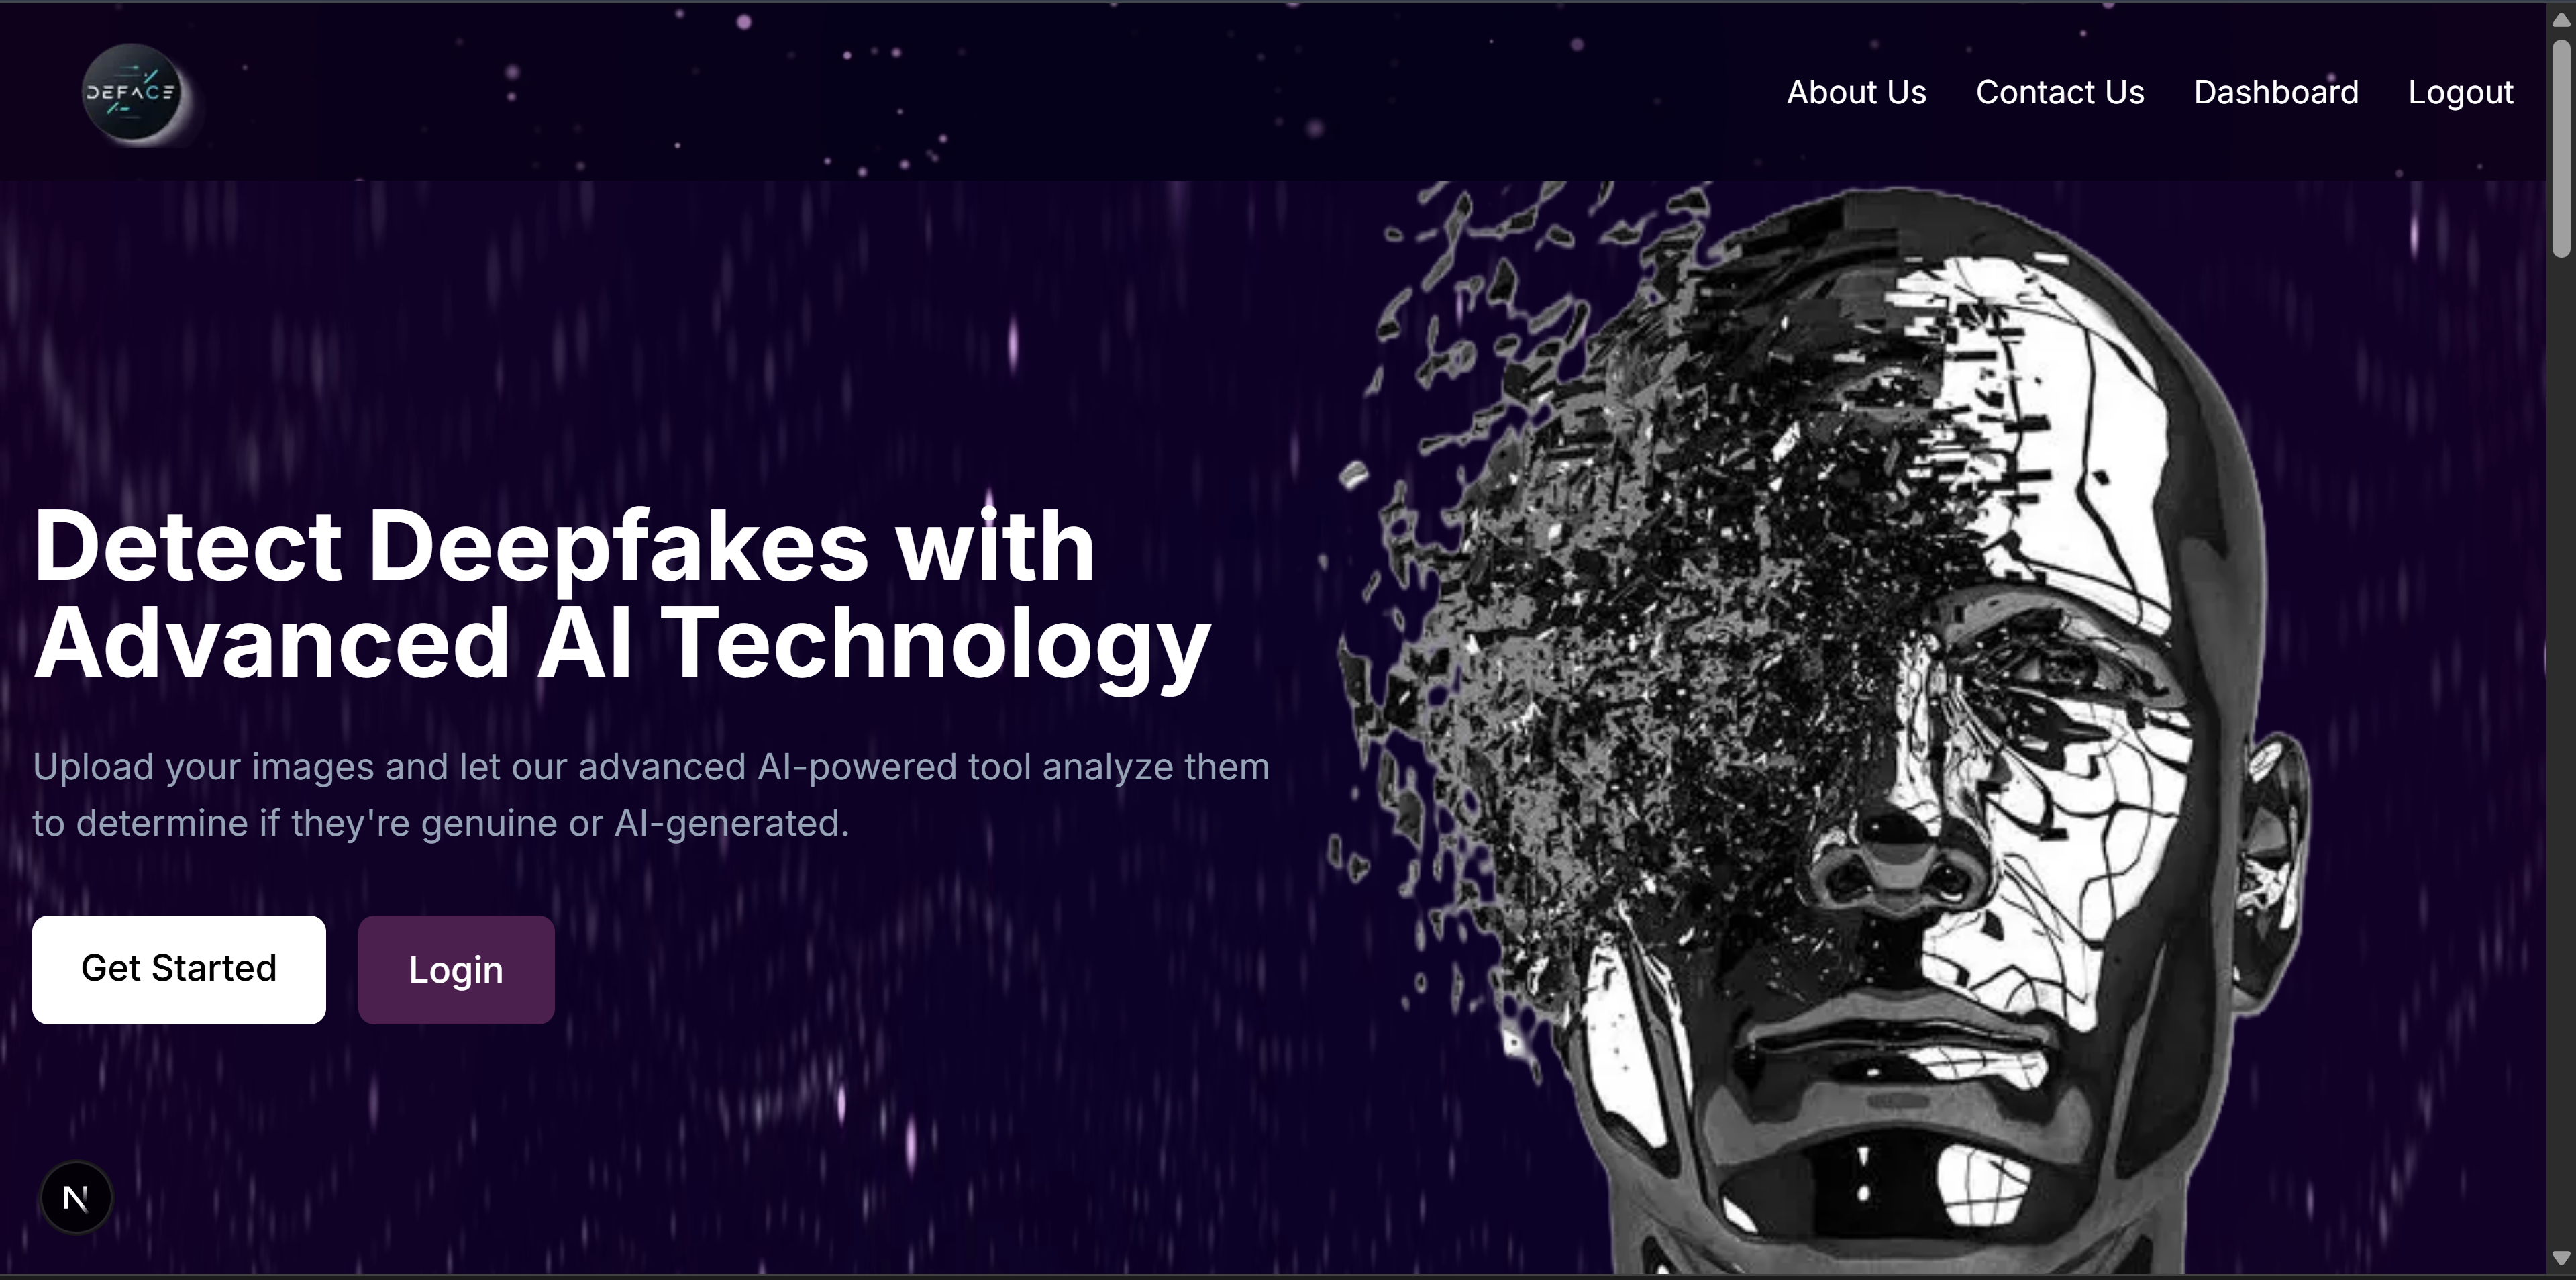 DEFACE
About Us Contact Us Dashboard Logout
Detect Deepfakes with
Advanced AI Technology
Upload your images and let our advanced AI-powered tool analyze them
to determine if they're genuine or AI-generated.
Get Started Login
N